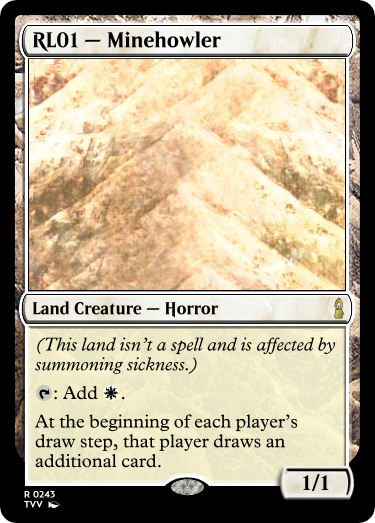 RL01 — Minehowler
Land Creature — Horror
(This land isn't a spell and is affected by
summoning sickness.)
: Add .
At the beginning of each player's
draw step, that player draws an
additional card.
1/1
R 0243
TVV